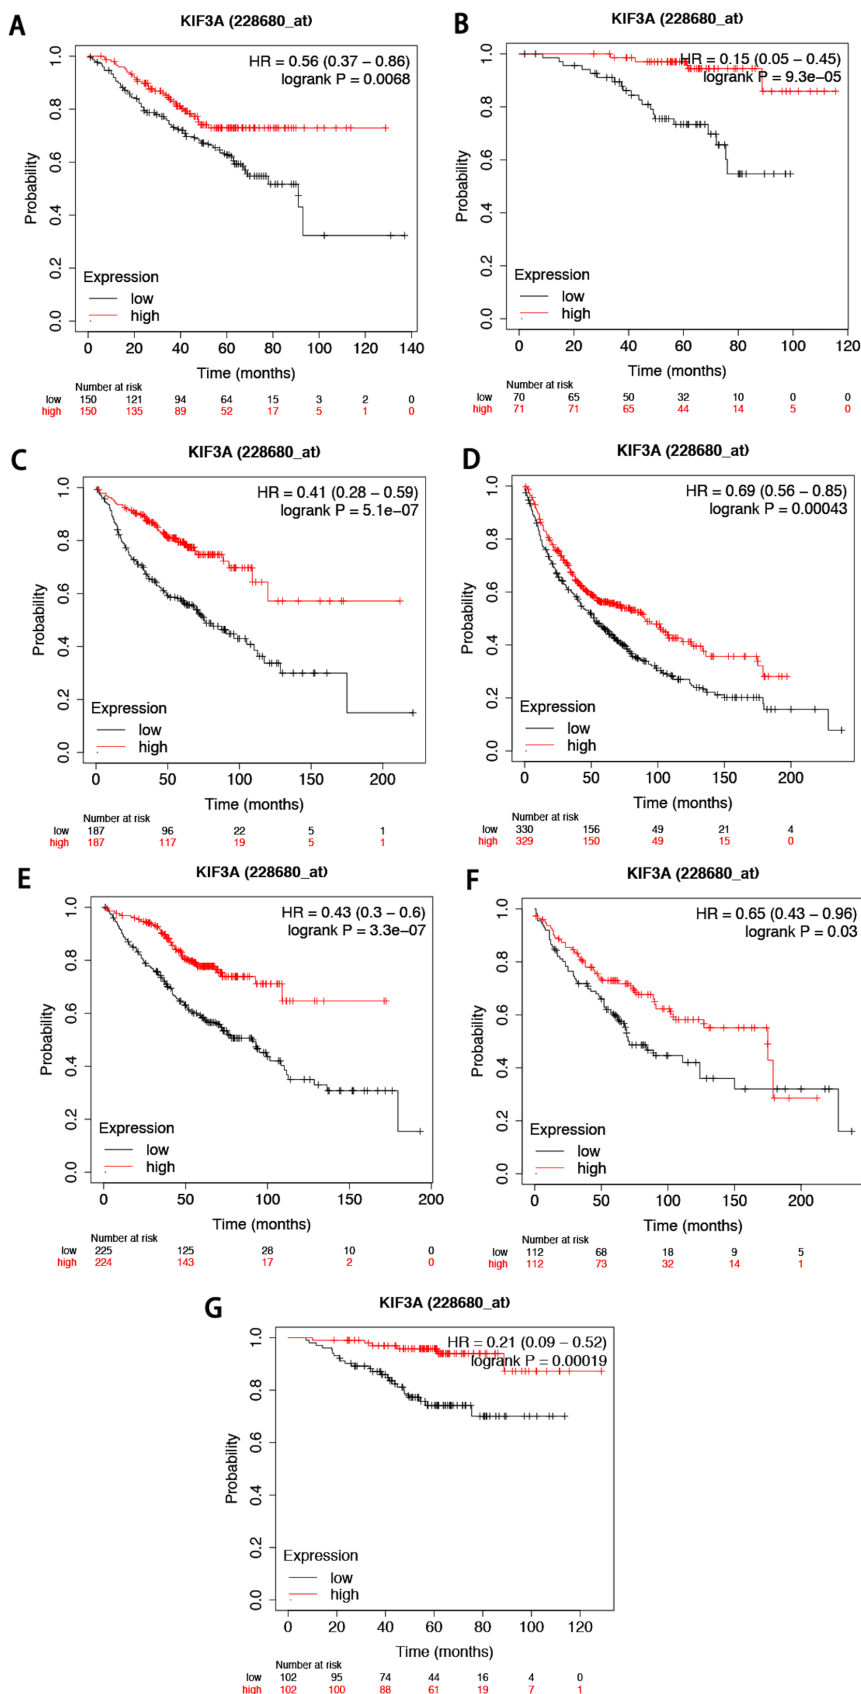 A
KIF3A (228680_at)
HR = 0.56 (0.37 – 0.86)
logrank P = 0.0068
Probability
1.0
0.8
0.6
0.4
0.2
0.0
Expression
low
high
0 20 40 60 80 100 120 140
Time (months)
Number at risk
low 150 121 94 64 15 3 2 0
high 150 135 89 52 17 5 1 0
B
KIF3A (228680_at)
HR = 0.15 (0.05 – 0.45)
logrank P = 9.3e–05
Probability
1.0
0.8
0.6
0.4
0.2
0.0
Expression
low
high
0 20 40 60 80 100 120
Time (months)
Number at risk
low 70 65 50 32 10 0 0
high 71 71 65 44 14 5 0
C
KIF3A (228680_at)
HR = 0.41 (0.28 – 0.59)
logrank P = 5.1e–07
Probability
1.0
0.8
0.6
0.4
0.2
0.0
Expression
low
high
0 50 100 150 200
Time (months)
Number at risk
low 187 96 22 5 1
high 187 117 19 5 1
D
KIF3A (228680_at)
HR = 0.69 (0.56 – 0.85)
logrank P = 0.00043
Probability
1.0
0.8
0.6
0.4
0.2
0.0
Expression
low
high
0 50 100 150 200
Time (months)
Number at risk
low 330 156 49 21 4
high 329 150 49 15 0
E
KIF3A (228680_at)
HR = 0.43 (0.3 – 0.6)
logrank P = 3.3e–07
Probability
1.0
0.8
0.6
0.4
0.2
0.0
Expression
low
high
0 50 100 150 200
Time (months)
Number at risk
low 225 125 28 10 0
high 224 143 17 2 0
F
KIF3A (228680_at)
HR = 0.65 (0.43 – 0.96)
logrank P = 0.03
Probability
1.0
0.8
0.6
0.4
0.2
0.0
Expression
low
high
0 50 100 150 200
Time (months)
Number at risk
low 112 68 18 9 5
high 112 73 32 14 1
G
KIF3A (228680_at)
HR = 0.21 (0.09 – 0.52)
logrank P = 0.00019
Probability
1.0
0.8
0.6
0.4
0.2
0.0
Expression
low
high
0 20 40 60 80 100 120
Time (months)
Number at risk
low 102 95 74 44 16 4 0
high 102 100 88 61 19 7 1